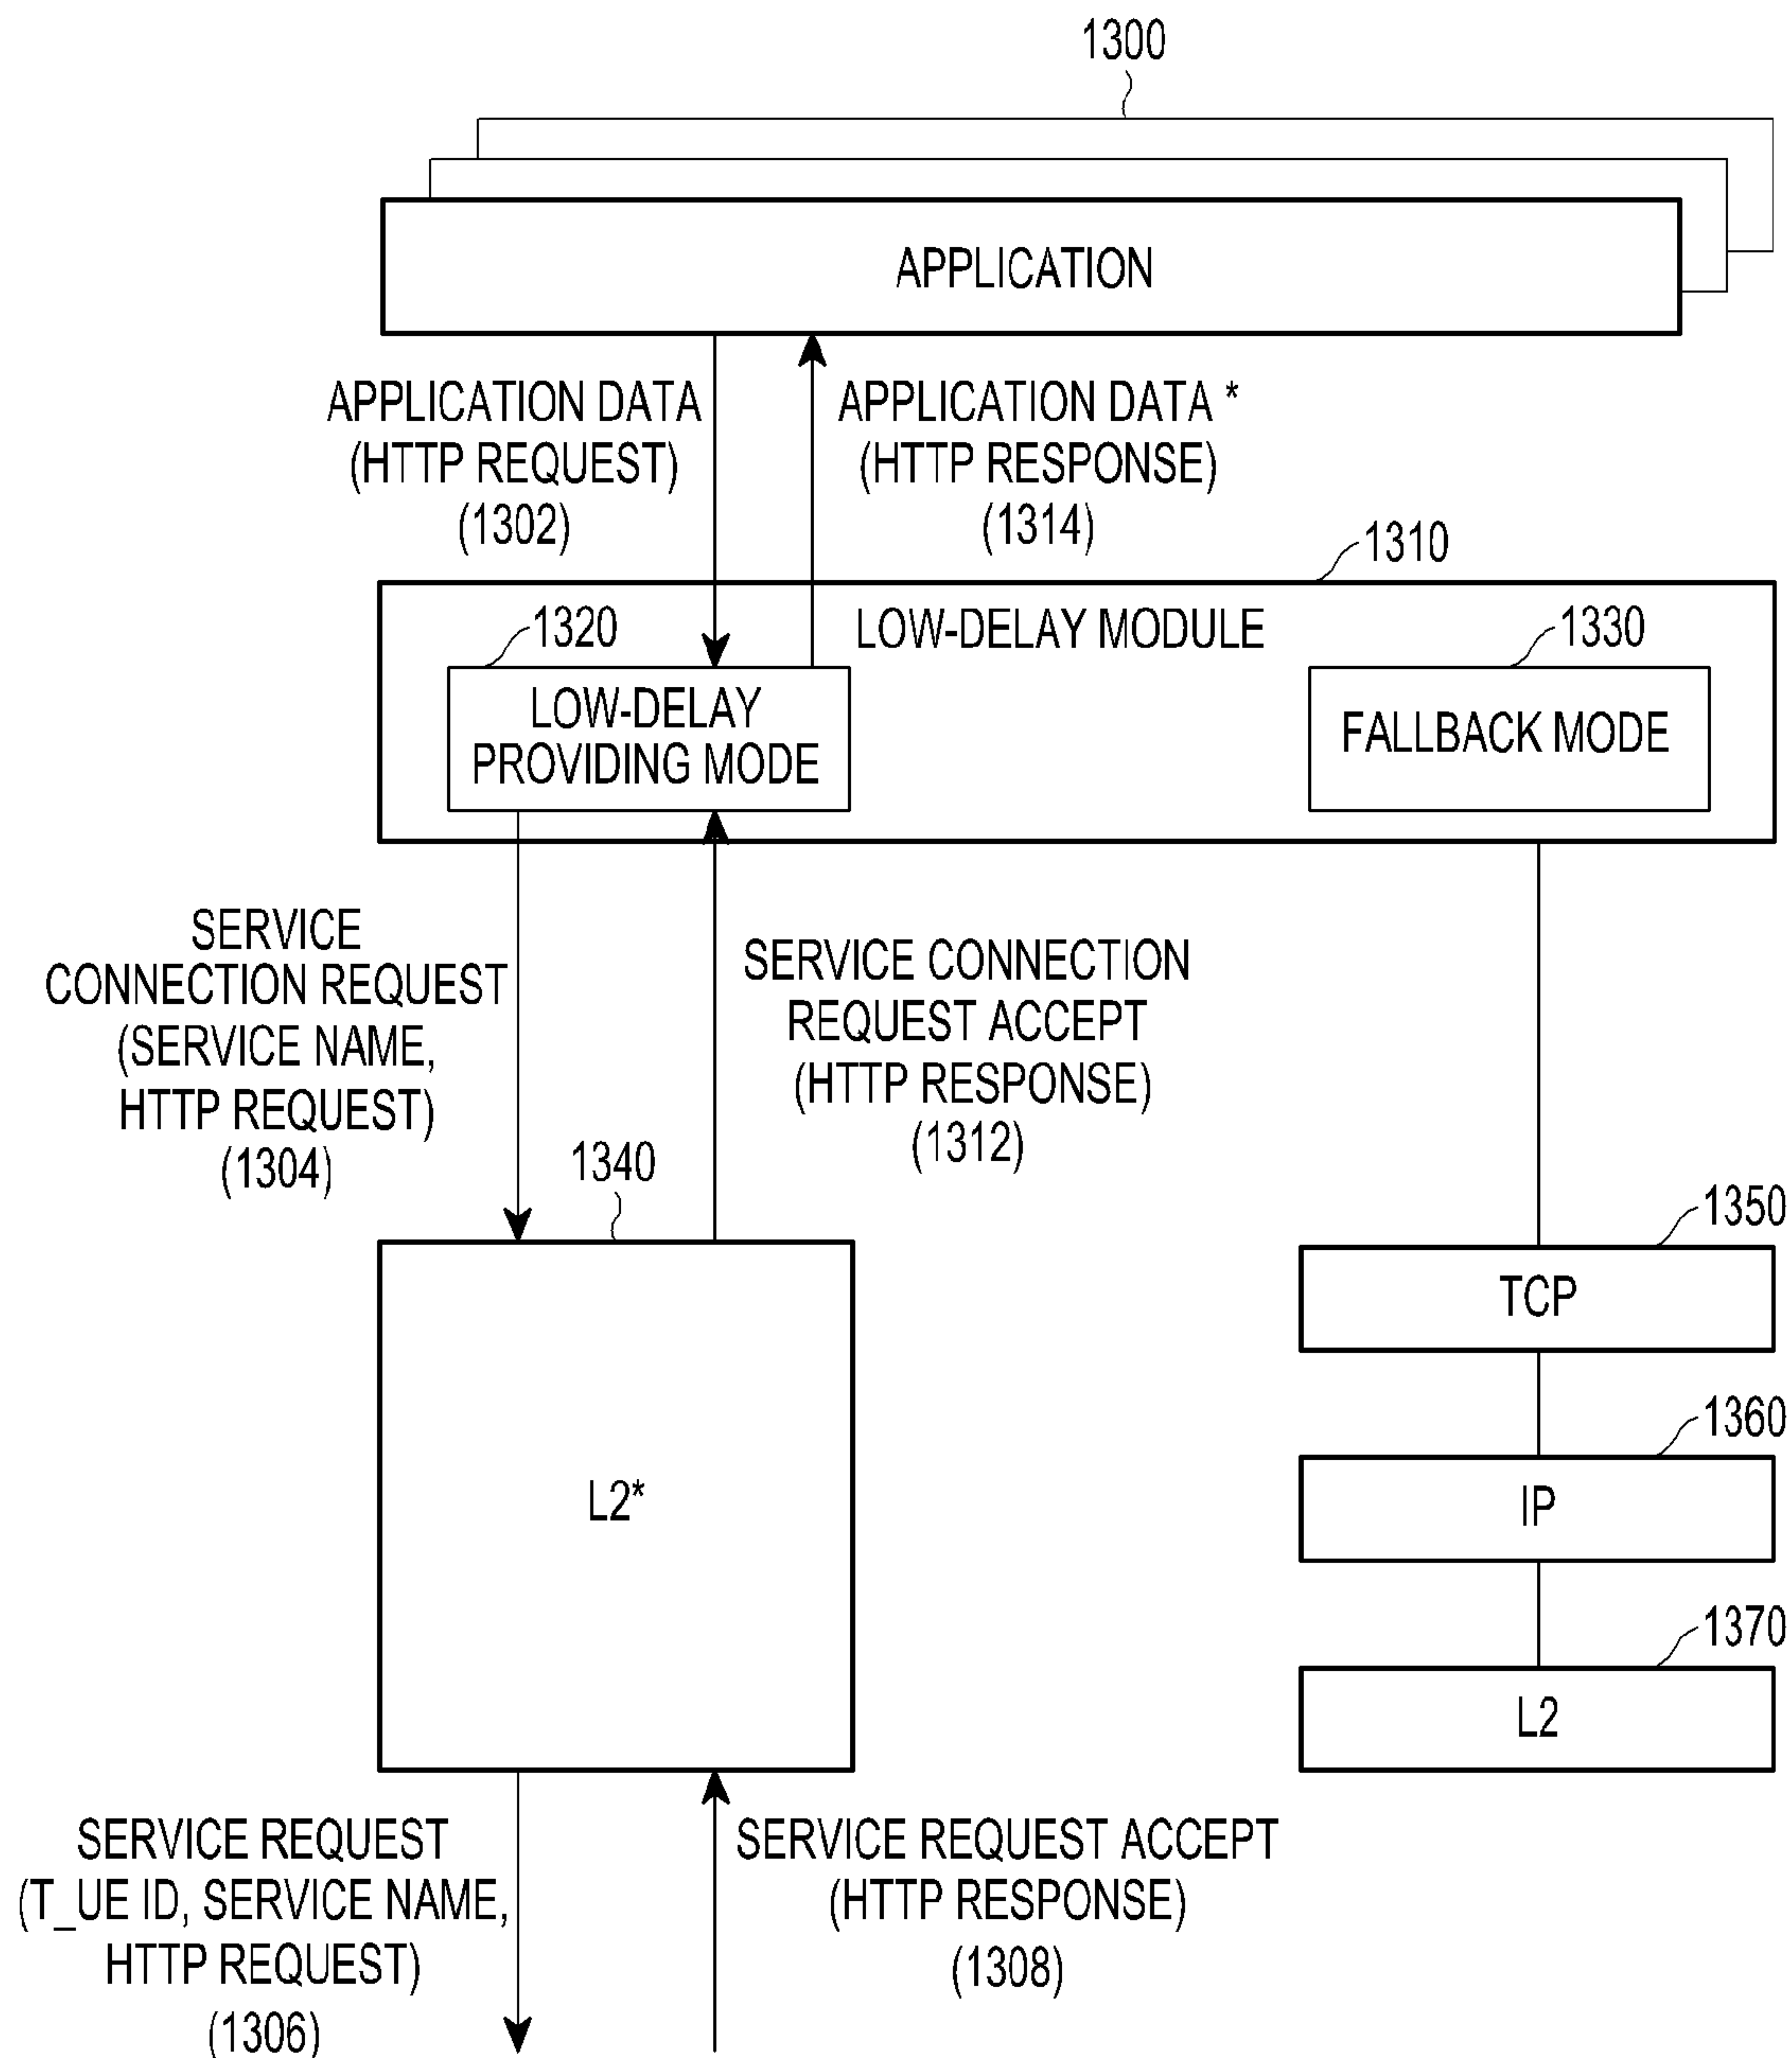 1300
APPLICATION
APPLICATION DATA
(HTTP REQUEST)
(1302)
APPLICATION DATA *
(HTTP RESPONSE)
(1314)
1310
LOW-DELAY MODULE
1320
LOW-DELAY
PROVIDING MODE
1330
FALLBACK MODE
SERVICE
CONNECTION REQUEST
(SERVICE NAME,
HTTP REQUEST)
(1304)
SERVICE CONNECTION
REQUEST ACCEPT
(HTTP RESPONSE)
(1312)
1340
L2*
1350
TCP
1360
IP
1370
L2
SERVICE REQUEST
(T_UE ID, SERVICE NAME,
HTTP REQUEST)
(1306)
SERVICE REQUEST ACCEPT
(HTTP RESPONSE)
(1308)